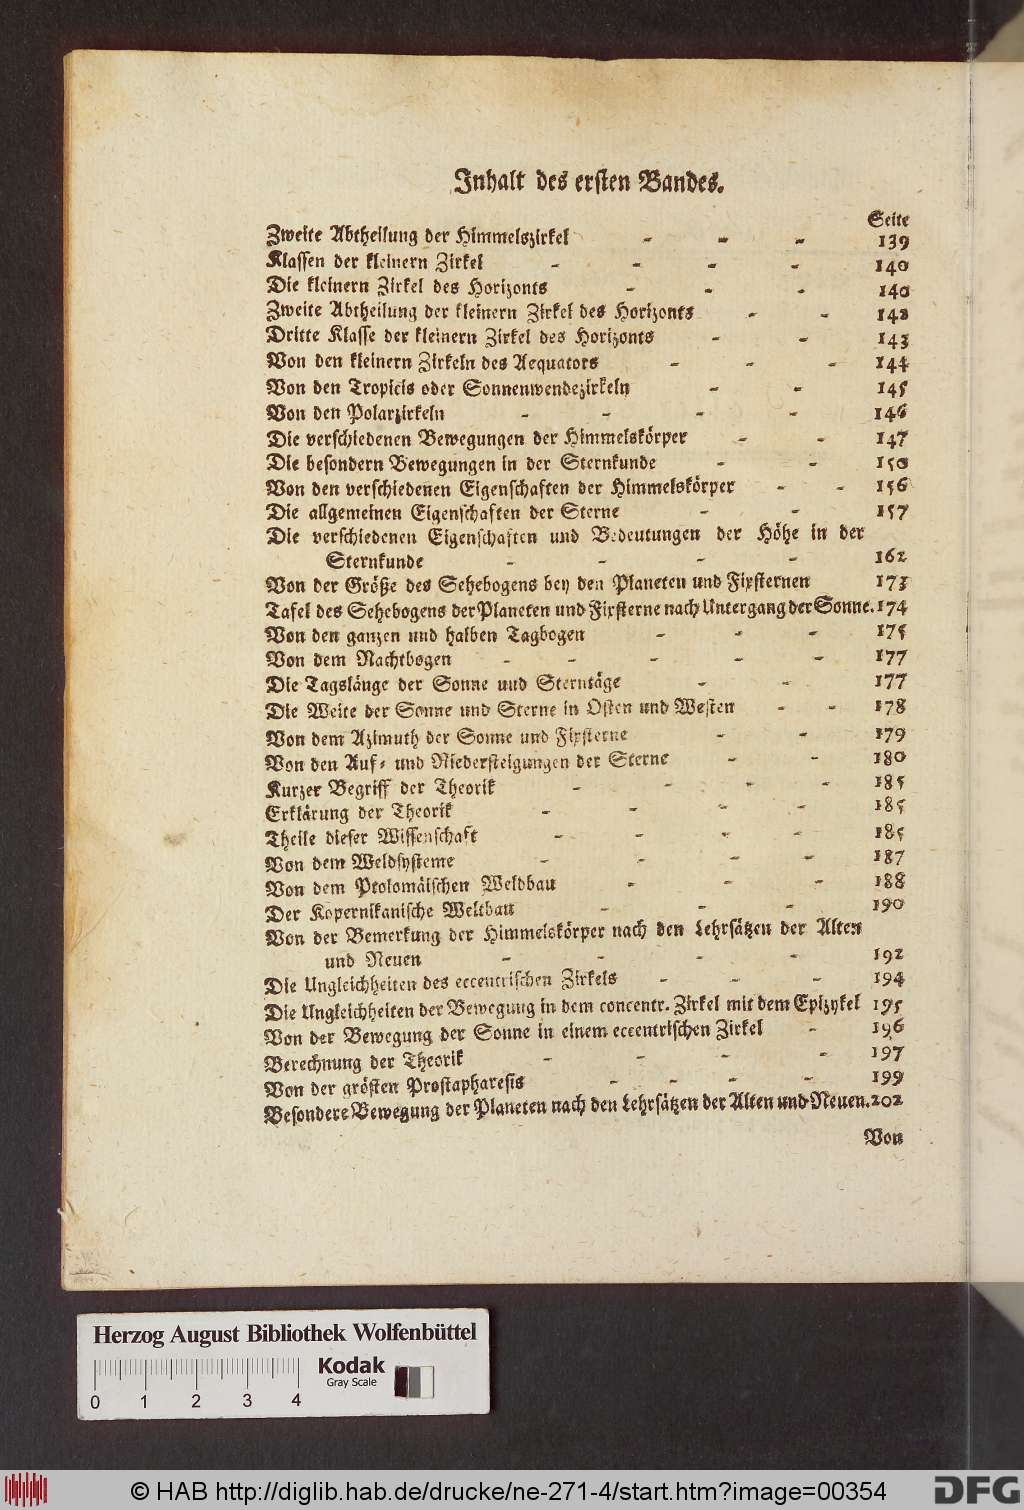 Inhalt des ersten Bandes.
Seite
Zweite Abtheilung der Himmelszirkel - - - 139
Klassen der kleinern Zirkel - - - - 140
Die kleinern Zirkel des Horizonts - - - 140
Zweite Abtheilung der kleinern Zirkel des Horizonts - - 142
Dritte Klasse der kleinern Zirkel des Horizonts - - 143
Von den kleinern Zirkeln des Aequators - - - 144
Von den Tropicis oder Sonnenwendezirkeln - - 145
Von den Polarzirkeln - - - - 146
Die verschiedenen Bewegungen der Himmelskörper - - 147
Die besondern Bewegungen in der Sternkunde - - 150
Von den verschiedenen Eigenschaften der Himmelskörper - - 156
Die allgemeinen Eigenschaften der Sterne - - 157
Die verschiedenen Eigenschaften und Bedeutungen der Höhe in der
Sternkunde - - - - 162
Von der Größe des Sehebogens bey den Planeten und Fixsternen 173
Tafel des Sehebogens der Planeten und Fixsterne nach Untergang der Sonne. 174
Von den ganzen und halben Tagbogen - - - 175
Von dem Nachtbogen - - - - - 177
Die Tagslänge der Sonne und Sterntäge - - 177
Die Weite der Sonne und Sterne in Osten und Westen - - 178
Von dem Azimuth der Sonne und Fixsterne - - 179
Von den Auf- und Niedersteigungen der Sterne - - 180
Kurzer Begriff der Theorik - - - - 185
Erklärung der Theorik - - - - 185
Theile dieser Wissenschaft - - - - 185
Von dem Weldsysteme - - - - 187
Von dem Ptolomäischen Weldbau - - - 188
Der Kopernikanische Weltbau - - - 190
Von der Bemerkung der Himmelskörper nach den Lehrsätzen der Alten
und Neuen - - - - 192
Die Ungleichheiten des eccentrischen Zirkels - - - 194
Die Ungleichheiten der Bewegung in dem concentr. Zirkel mit dem Epizykel 195
Von der Bewegung der Sonne in einem eccentrischen Zirkel - 196
Berechnung der Theorik - - - - 197
Von der grösten Prostapharesis - - - - 199
Besondere Bewegung der Planeten nach den Lehrsätzen der Alten und Neuen. 202
Von
Herzog August Bibliothek Wolfenbüttel
Kodak
Gray Scale
0 1 2 3 4
© HAB http://diglib.hab.de/drucke/ne-271-4/start.htm?image=00354
DFG